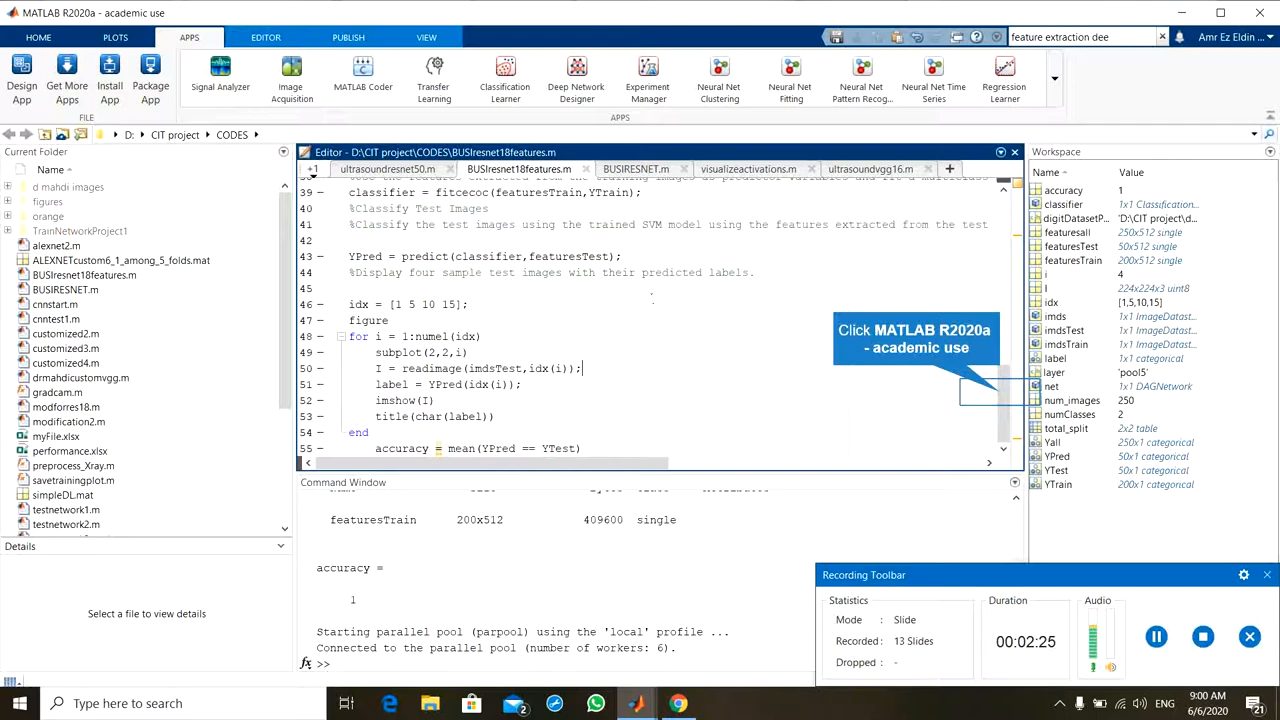 MATLAB R2020a - academic use
HOME
PLOTS
APPS
EDITOR
PUBLISH
VIEW
feature extraction dee
Amr Ez Eldin ...
Design App
Get More Apps
Install App
Package App
Signal Analyzer
Image Acquisition
MATLAB Coder
Transfer Learning
Classification Learner
Deep Network Designer
Experiment Manager
Neural Net Clustering
Neural Net Fitting
Neural Net Pattern Recog...
Neural Net Time Series
Regression Learner
FILE
APPS
D: CIT project CODES
Current Folder
Name
d mahdi images
figures
orange
TrainNetworkProject1
alexnet2.m
ALEXNETcustom6_1_among_5_folds.mat
BUSIresnet18features.m
BUSIRESNET.m
cnnstart.m
cnntest1.m
customized2.m
customized3.m
customized4.m
drmahdicustomvgg.m
gradcam.m
modforres18.m
modification2.m
myFile.xlsx
performance.xlsx
preprocess_Xray.m
savetrainingplot.m
simpleDL.mat
testnetwork1.m
testnetwork2.m
Details
Select a file to view details
Editor - D:\CIT project\CODES\BUSIresnet18features.m
+1
ultrasoundresnet50.m
BUSIresnet18features.m
BUSIRESNET.m
visualizeactivations.m
ultrasoundvgg16.m
39 classifier = fitcecoc(featuresTrain,YTrain);
40 %Classify Test Images
41 %Classify the test images using the trained SVM model using the features extracted from the test
42
43 YPred = predict(classifier,featuresTest);
44 %Display four sample test images with their predicted labels.
45
46 idx = [1 5 10 15];
47 figure
48 for i = 1:numel(idx)
49 subplot(2,2,i)
50 I = readimage(imdsTest,idx(i));
51 label = YPred(idx(i));
52 imshow(I)
53 title(char(label))
54 end
55 accuracy = mean(YPred == YTest)
Click MATLAB R2020a
- academic use
Command Window
featuresTrain 200x512 409600 single
accuracy =
1
Starting parallel pool (parpool) using the 'local' profile ...
Connected to the parallel pool (number of workers: 6).
fx >>
Workspace
Name Value
accuracy 1
classifier 1x1 Classification...
digitDatasetP... 'D:\CIT project\d...
featuresall 250x512 single
featuresTest 50x512 single
featuresTrain 200x512 single
i 4
I 224x224x3 uint8
idx [1,5,10,15]
imds 1x1 ImageDatast...
imdsTest 1x1 ImageDatast...
imdsTrain 1x1 ImageDatast...
label 1x1 categorical
layer 'pool5'
net 1x1 DAGNetwork
num_images 250
numClasses 2
total_split 2x2 table
Yall 250x1 categorical
YPred 50x1 categorical
YTest 50x1 categorical
YTrain 200x1 categorical
Recording Toolbar
Statistics
Mode : Slide
Recorded : 13 Slides
Dropped : -
Duration
00:02:25
Audio
Type here to search
2
ENG
9:00 AM
6/6/2020
21